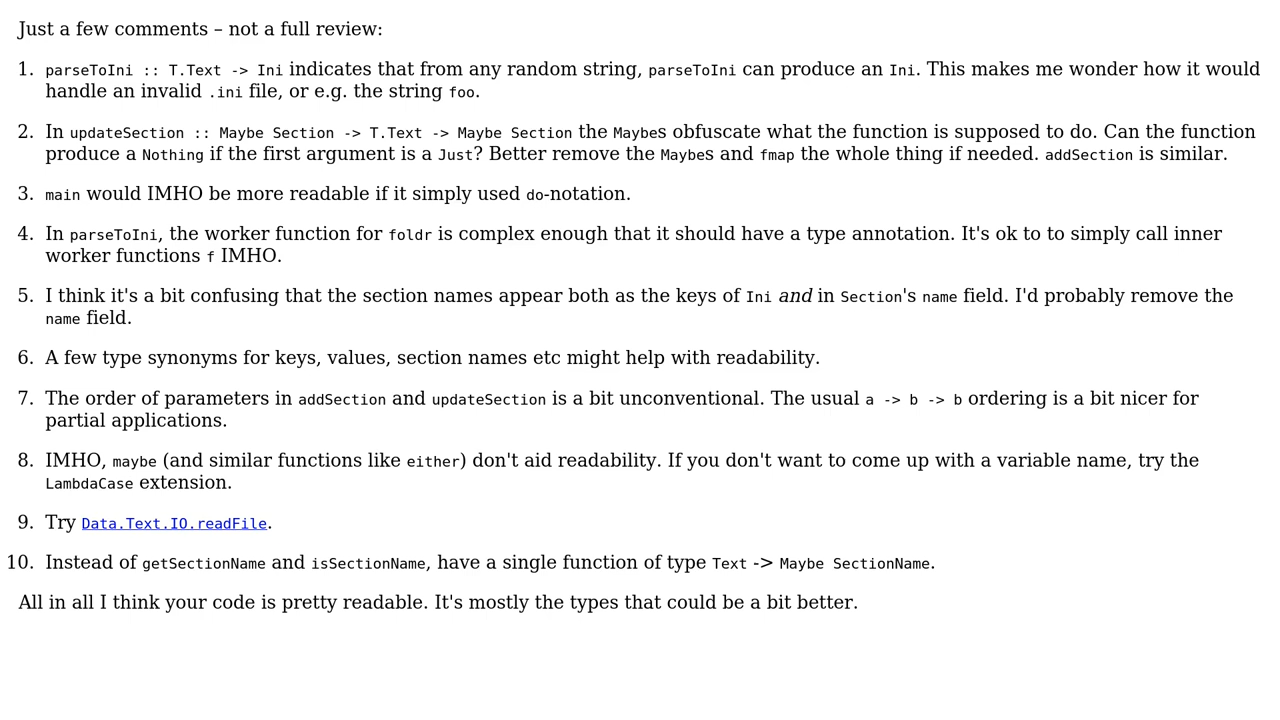 Just a few comments – not a full review:
1. parseToIni :: T.Text -> Ini indicates that from any random string, parseToIni can produce an Ini. This makes me wonder how it would
handle an invalid .ini file, or e.g. the string foo.
2. In updateSection :: Maybe Section -> T.Text -> Maybe Section the Maybes obfuscate what the function is supposed to do. Can the function
produce a Nothing if the first argument is a Just? Better remove the Maybes and fmap the whole thing if needed. addSection is similar.
3. main would IMHO be more readable if it simply used do-notation.
4. In parseToIni, the worker function for foldr is complex enough that it should have a type annotation. It's ok to to simply call inner
worker functions f IMHO.
5. I think it's a bit confusing that the section names appear both as the keys of Ini and in Section's name field. I'd probably remove the
name field.
6. A few type synonyms for keys, values, section names etc might help with readability.
7. The order of parameters in addSection and updateSection is a bit unconventional. The usual a -> b -> b ordering is a bit nicer for
partial applications.
8. IMHO, maybe (and similar functions like either) don't aid readability. If you don't want to come up with a variable name, try the
LambdaCase extension.
9. Try Data.Text.IO.readFile.
10. Instead of getSectionName and isSectionName, have a single function of type Text -> Maybe SectionName.
All in all I think your code is pretty readable. It's mostly the types that could be a bit better.